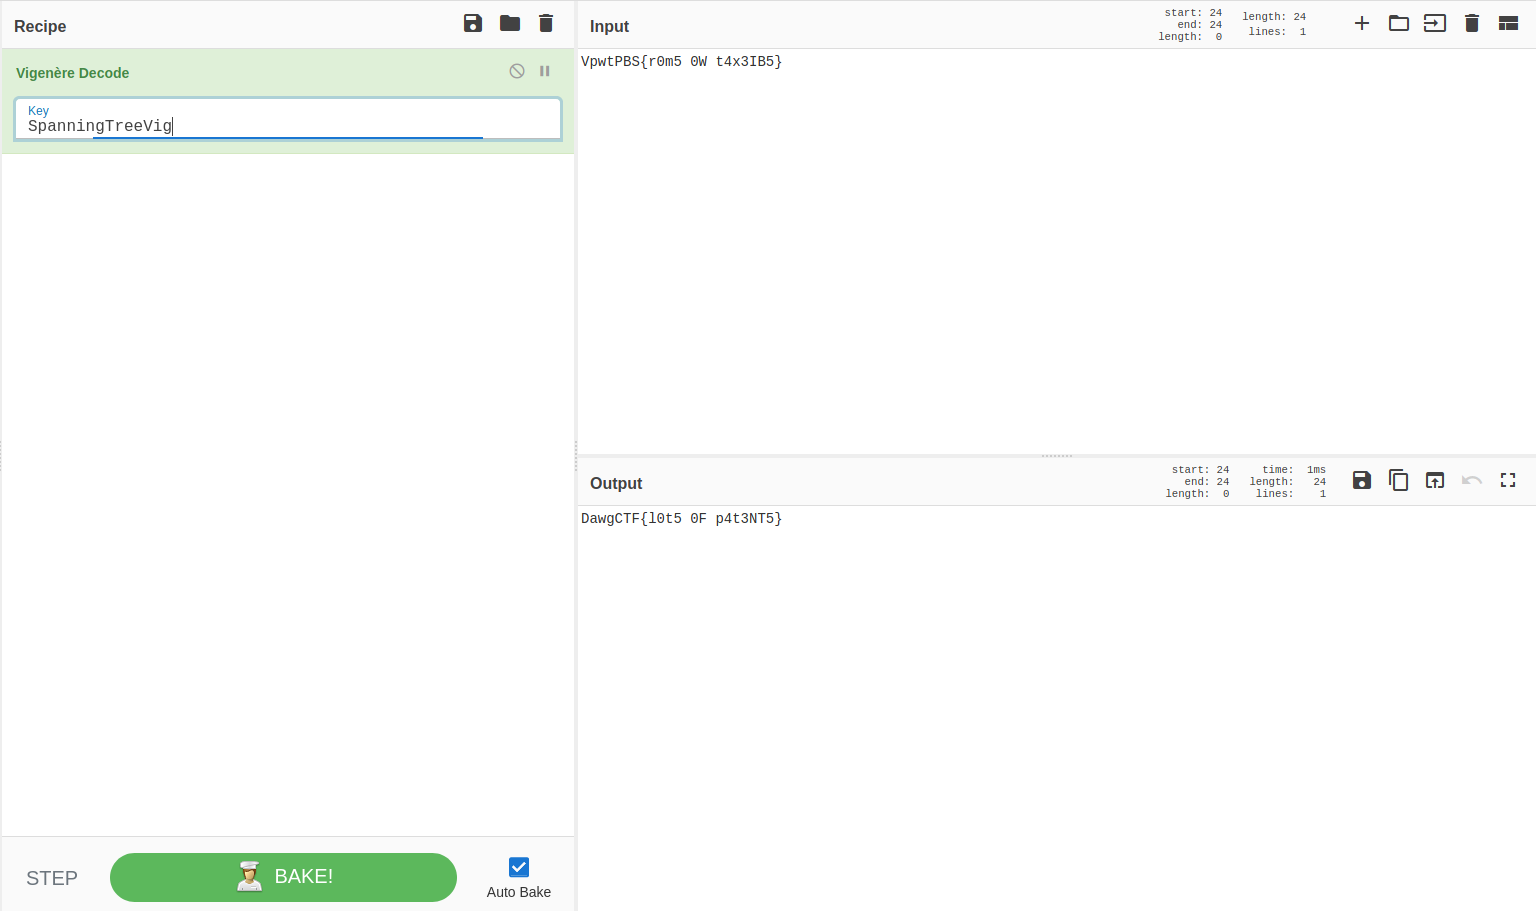 Recipe
Vigenère Decode
Key
SpanningTreeVig
STEP
BAKE!
Auto Bake
Input
start: 24
end: 24
length: 0
length: 24
lines: 1
VpwtPBS{r0m5 0W t4x3IB5}
Output
start: 24
end: 24
length: 0
time: 1ms
length: 24
lines: 1
DawgCTF{l0t5 0F p4t3NT5}